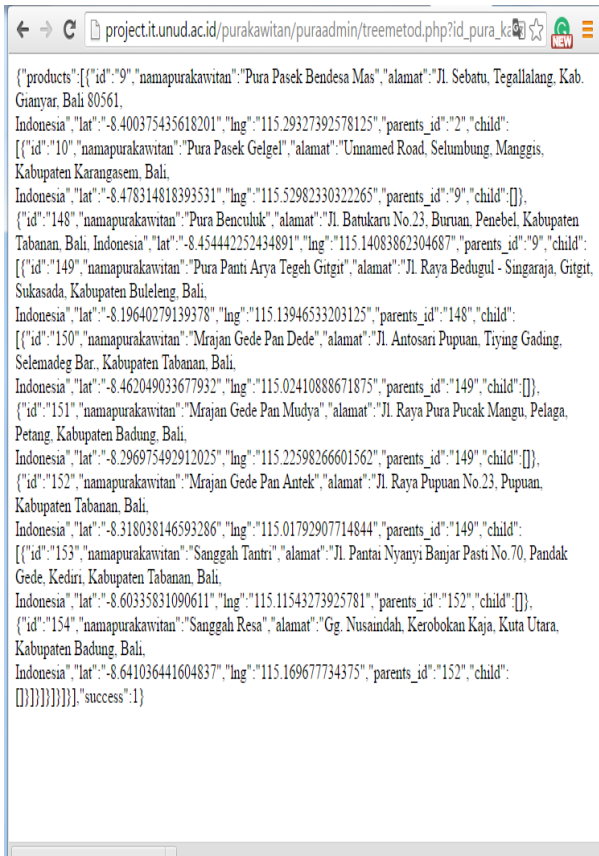 project.it.unud.ac.id/purakawitan/puraadmin/treemetod.php?id_pura_ka
NEW
{"products":[{"id":"9","namapurakawitan":"Pura Pasek Bendesa Mas","alamat":"Jl. Sebatu, Tegallalang, Kab.
Gianyar, Bali 80561,
Indonesia","lat":"-8.400375435618201","lng":"115.29327392578125","parents_id":"2","child":
[{"id":"10","namapurakawitan":"Pura Pasek Gelgel","alamat":"Unnamed Road, Selumbung, Manggis,
Kabupaten Karangasem, Bali,
Indonesia","lat":"-8.478314818393531","lng":"115.52982330322265","parents_id":"9","child":[]},
{"id":"148","namapurakawitan":"Pura Benculuk","alamat":"Jl. Batukaru No.23, Buruan, Penebel, Kabupaten
Tabanan, Bali, Indonesia","lat":"-8.454442252434891","lng":"115.14083862304687","parents_id":"9","child":
[{"id":"149","namapurakawitan":"Pura Panti Arya Tegeh Gitgit","alamat":"Jl. Raya Bedugul - Singaraja, Gitgit,
Sukasada, Kabupaten Buleleng, Bali,
Indonesia","lat":"-8.19640279139378","lng":"115.13946533203125","parents_id":"148","child":
[{"id":"150","namapurakawitan":"Mrajan Gede Pan Dede","alamat":"Jl. Antosari Pupuan, Tiying Gading,
Selemadeg Bar., Kabupaten Tabanan, Bali,
Indonesia","lat":"-8.462049033677932","lng":"115.02410888671875","parents_id":"149","child":[]},
{"id":"151","namapurakawitan":"Mrajan Gede Pan Mudya","alamat":"Jl. Raya Pura Pucak Mangu, Pelaga,
Petang, Kabupaten Badung, Bali,
Indonesia","lat":"-8.296975492912025","lng":"115.22598266601562","parents_id":"149","child":[]},
{"id":"152","namapurakawitan":"Mrajan Gede Pan Antek","alamat":"Jl. Raya Pupuan No.23, Pupuan,
Kabupaten Tabanan, Bali,
Indonesia","lat":"-8.318038146593286","lng":"115.01792907714844","parents_id":"149","child":
[{"id":"153","namapurakawitan":"Sanggah Tantri","alamat":"Jl. Pantai Nyanyi Banjar Pasti No.70, Pandak
Gede, Kediri, Kabupaten Tabanan, Bali,
Indonesia","lat":"-8.60335831090611","lng":"115.11543273925781","parents_id":"152","child":[]},
{"id":"154","namapurakawitan":"Sanggah Resa","alamat":"Gg. Nusaindah, Kerobokan Kaja, Kuta Utara,
Kabupaten Badung, Bali,
Indonesia","lat":"-8.641036441604837","lng":"115.169677734375","parents_id":"152","child":
[]}]}]}]}]}],"success":1}